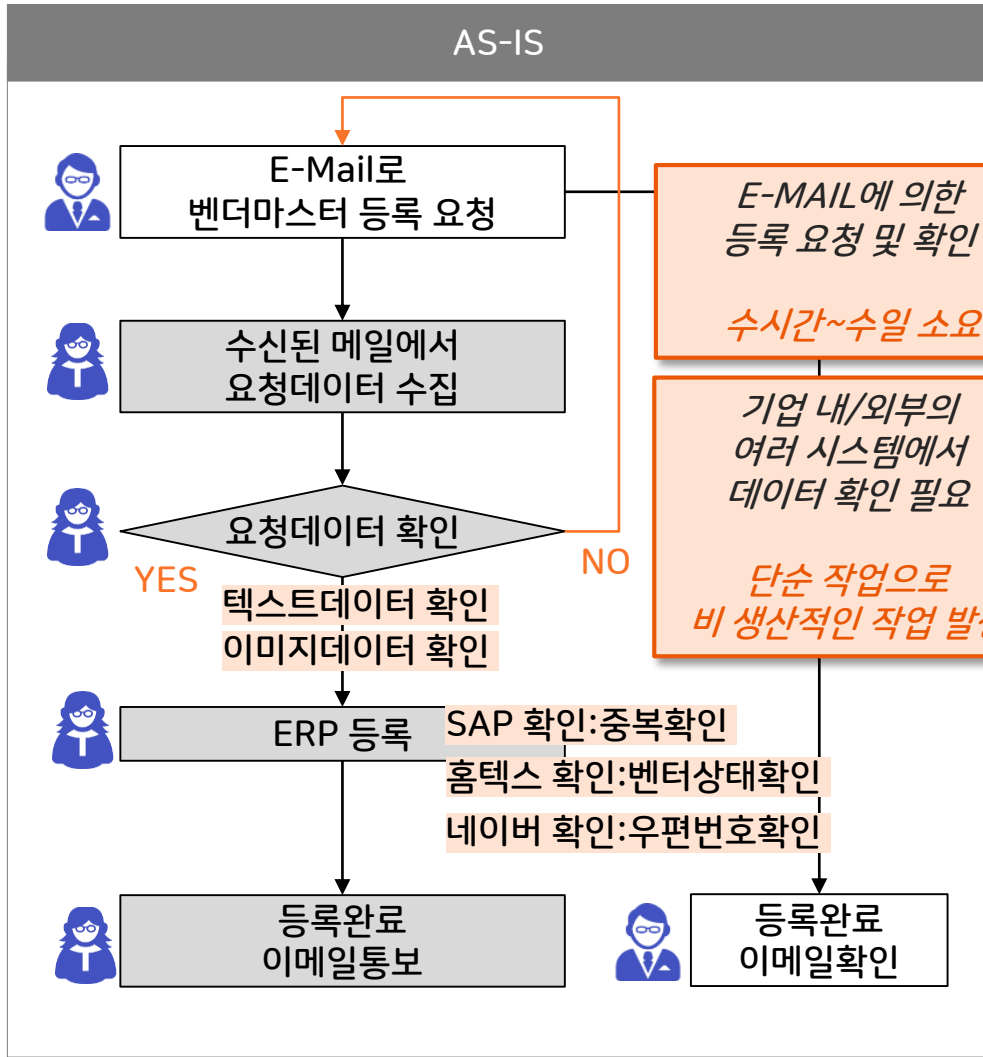 AS-IS
E-Mail로
벤더마스터 등록 요청
E-MAIL에 의한
등록 요청 및 확인
수시간~수일 소요
수신된 메일에서
요청데이터 수집
기업 내/외부의
여러 시스템에서
데이터 확인 필요
단순 작업으로
비 생산적인 작업
요청데이터 확인
YES
NO
텍스트데이터 확인
이미지데이터 확인
ERP 등록
SAP 확인:중복확인
홈텍스 확인:벤터상태확인
네이버 확인:우편번호확인
등록완료
이메일통보
등록완료
이메일확인